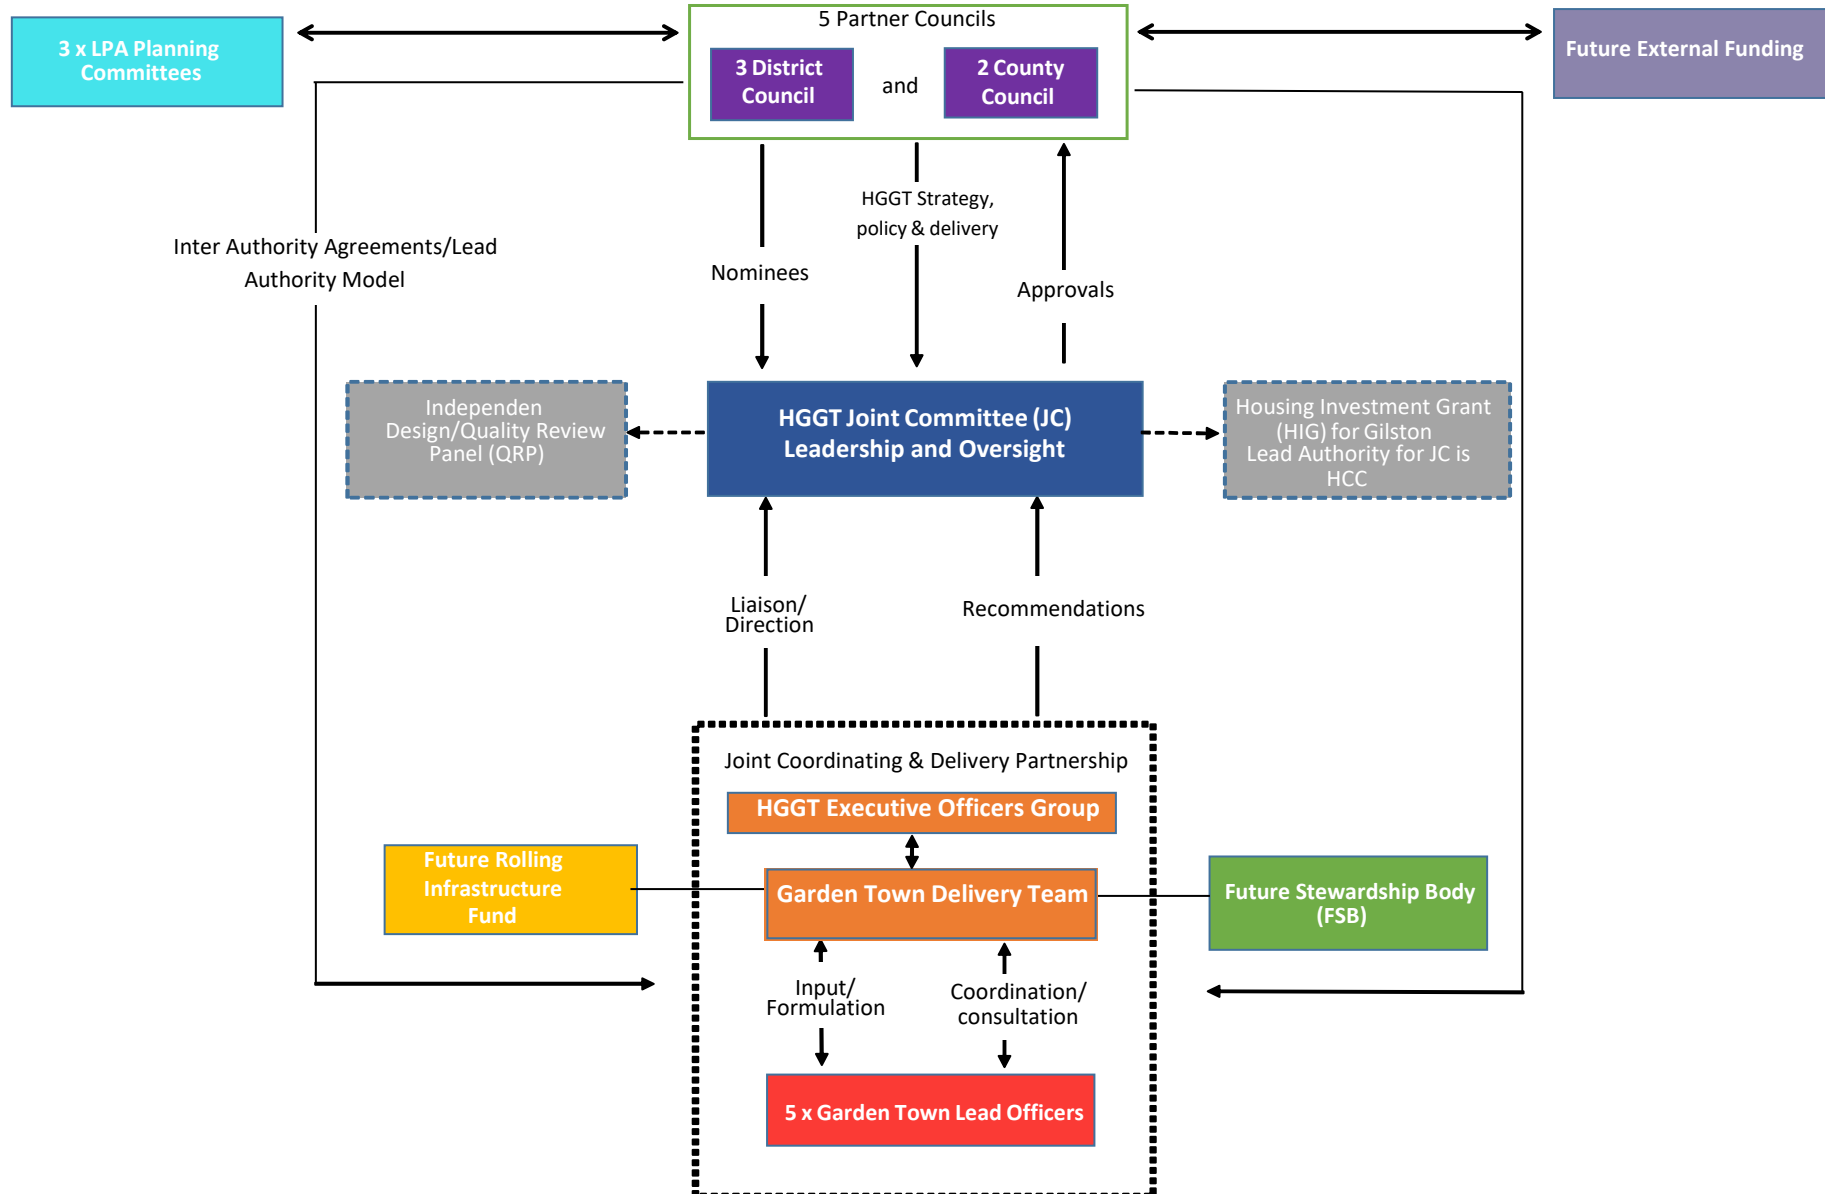 5 Partner Councils
3 x LPA Planning
Committees
3 District
Council
and
2 County
Council
Future External Funding
HGGT Strategy,
policy & delivery
Inter Authority Agreements/Lead
Authority Model
Nominees
Approvals
Independen
Design/Quality Review
Panel (QRP)
HGGT Joint Committee (JC)
Leadership and Oversight
Housing Investment Grant
(HIG) for Gilston
Lead Authority for JC is
HCC
Liaison/
Direction
Recommendations
Joint Coordinating & Delivery Partnership
HGGT Executive Officers Group
Future Rolling
Infrastructure
Fund
Garden Town Delivery Team
Future Stewardship Body
(FSB)
Input/
Formulation
Coordination/
consultation
5 x Garden Town Lead Officers